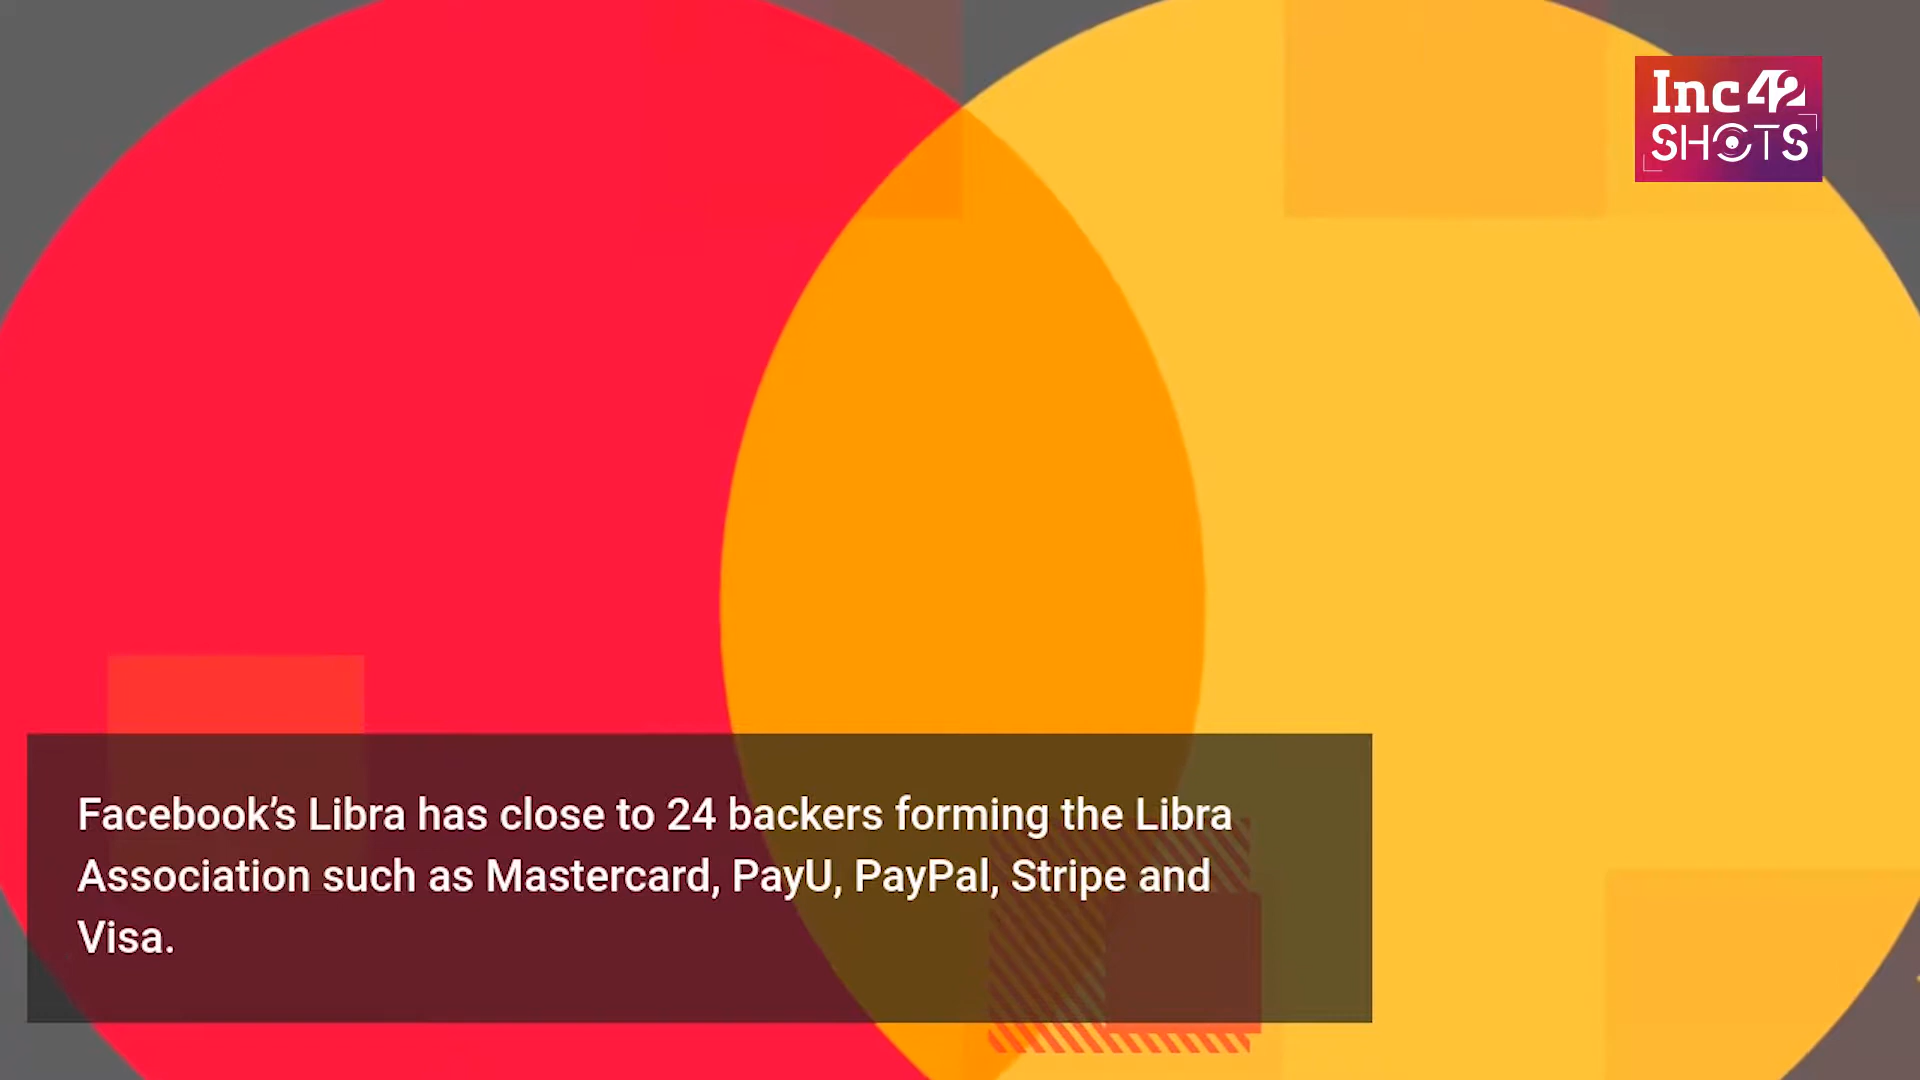 Inc42
SHOTS
Facebook’s Libra has close to 24 backers forming the Libra
Association such as Mastercard, PayU, PayPal, Stripe and
Visa.